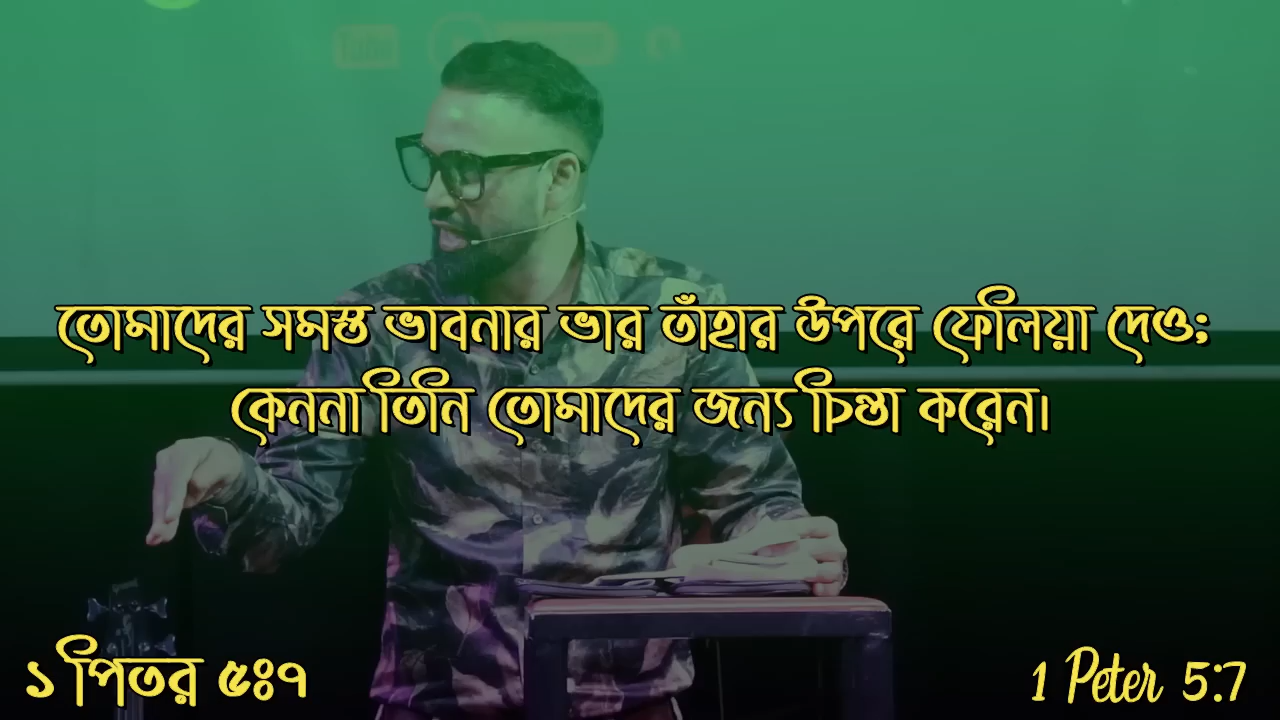 তোমাদের সমস্ত ভাবনার ভার তাঁহার উপরে ফেলিয়া দেও;
কেননা তিনি তোমাদের জন্য চিন্তা করেন।
১ পিতর ৫ঃ৭
1 Peter 5:7